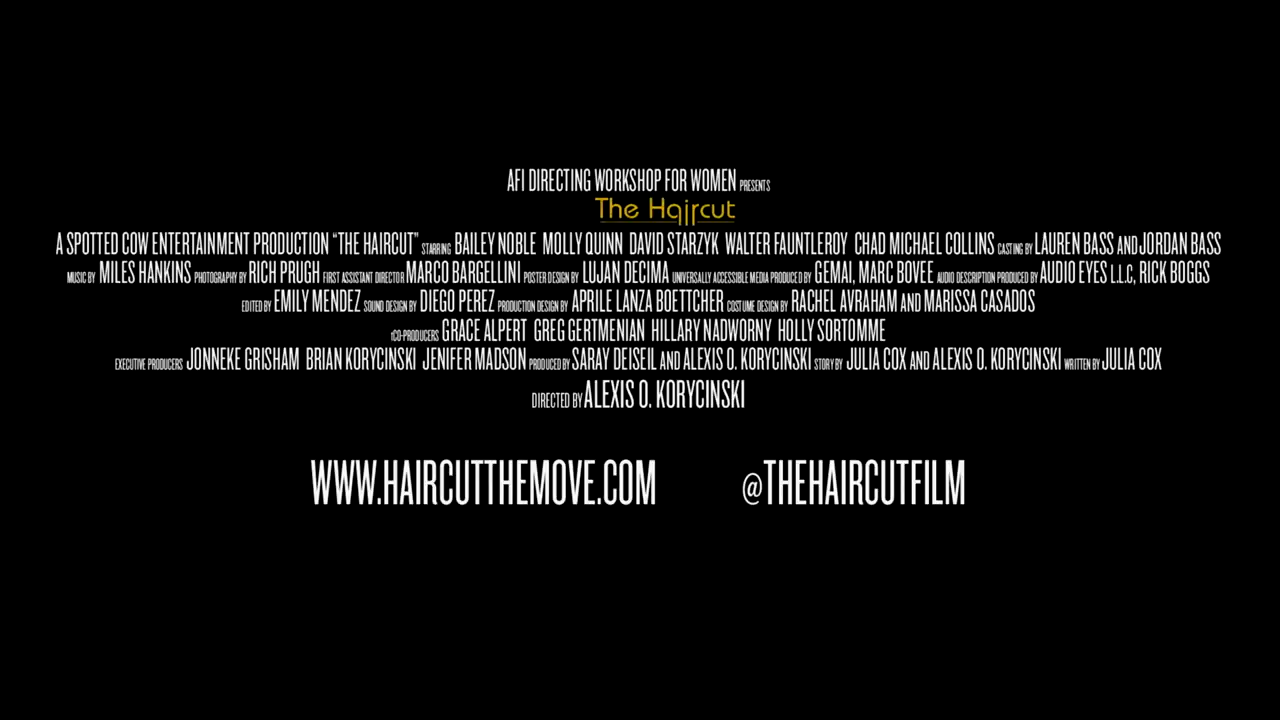 AFI DIRECTING WORKSHOP FOR WOMEN PRESENTS
The Haircut
A SPOTTED COW ENTERTAINMENT PRODUCTION “THE HAIRCUT” STARRING BAILEY NOBLE MOLLY QUINN DAVID STARZYK WALTER FAUNTLEROY CHAD MICHAEL COLLINS CASTING BY LAUREN BASS AND JORDAN BASS
MUSIC BY MILES HANKINS PHOTOGRAPHY BY RICH PRUGH FIRST ASSISTANT DIRECTOR MARCO BARGELLINI POSTER DESIGN BY LUJAN DECIMA UNIVERSALLY ACCESSIBLE MEDIA PRODUCED BY GEMAI, MARC BOVEE AUDIO DESCRIPTION PRODUCED BY AUDIO EYES L.L.C, RICK BOGGS
EDITED BY EMILY MENDEZ SOUND DESIGN BY DIEGO PEREZ PRODUCTION DESIGN BY APRILE LANZA BOETTCHER COSTUME DESIGN BY RACHEL AVRAHAM AND MARISSA CASADOS
tCO-PRODUCERS GRACE ALPERT GREG GERTMENIAN HILLARY NADWORNY HOLLY SORTOMME
EXECUTIVE PRODUCERS JONNEKE GRISHAM BRIAN KORYCINSKI JENIFER MADSON PRODUCED BY SARAY DEISEIL AND ALEXIS O. KORYCINSKI STORY BY JULIA COX AND ALEXIS O. KORYCINSKI WRITTEN BY JULIA COX
DIRECTED BY ALEXIS O. KORYCINSKI
WWW.HAIRCUTTHEMOVE.COM @THEHAIRCUTFILM